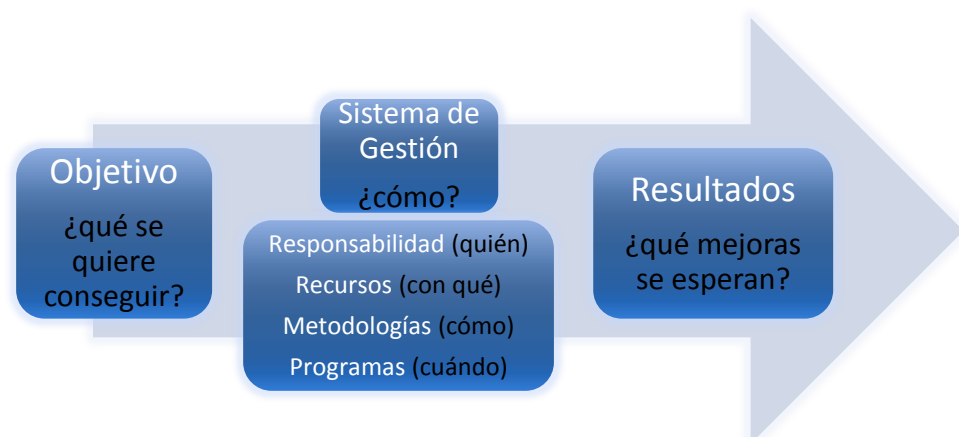 Objetivo
¿qué se
quiere
conseguir?
Sistema de
Gestión
¿cómo?
Responsabilidad (quién)
Recursos (con qué)
Metodologías (cómo)
Programas (cuándo)
Resultados
¿qué mejoras
se esperan?